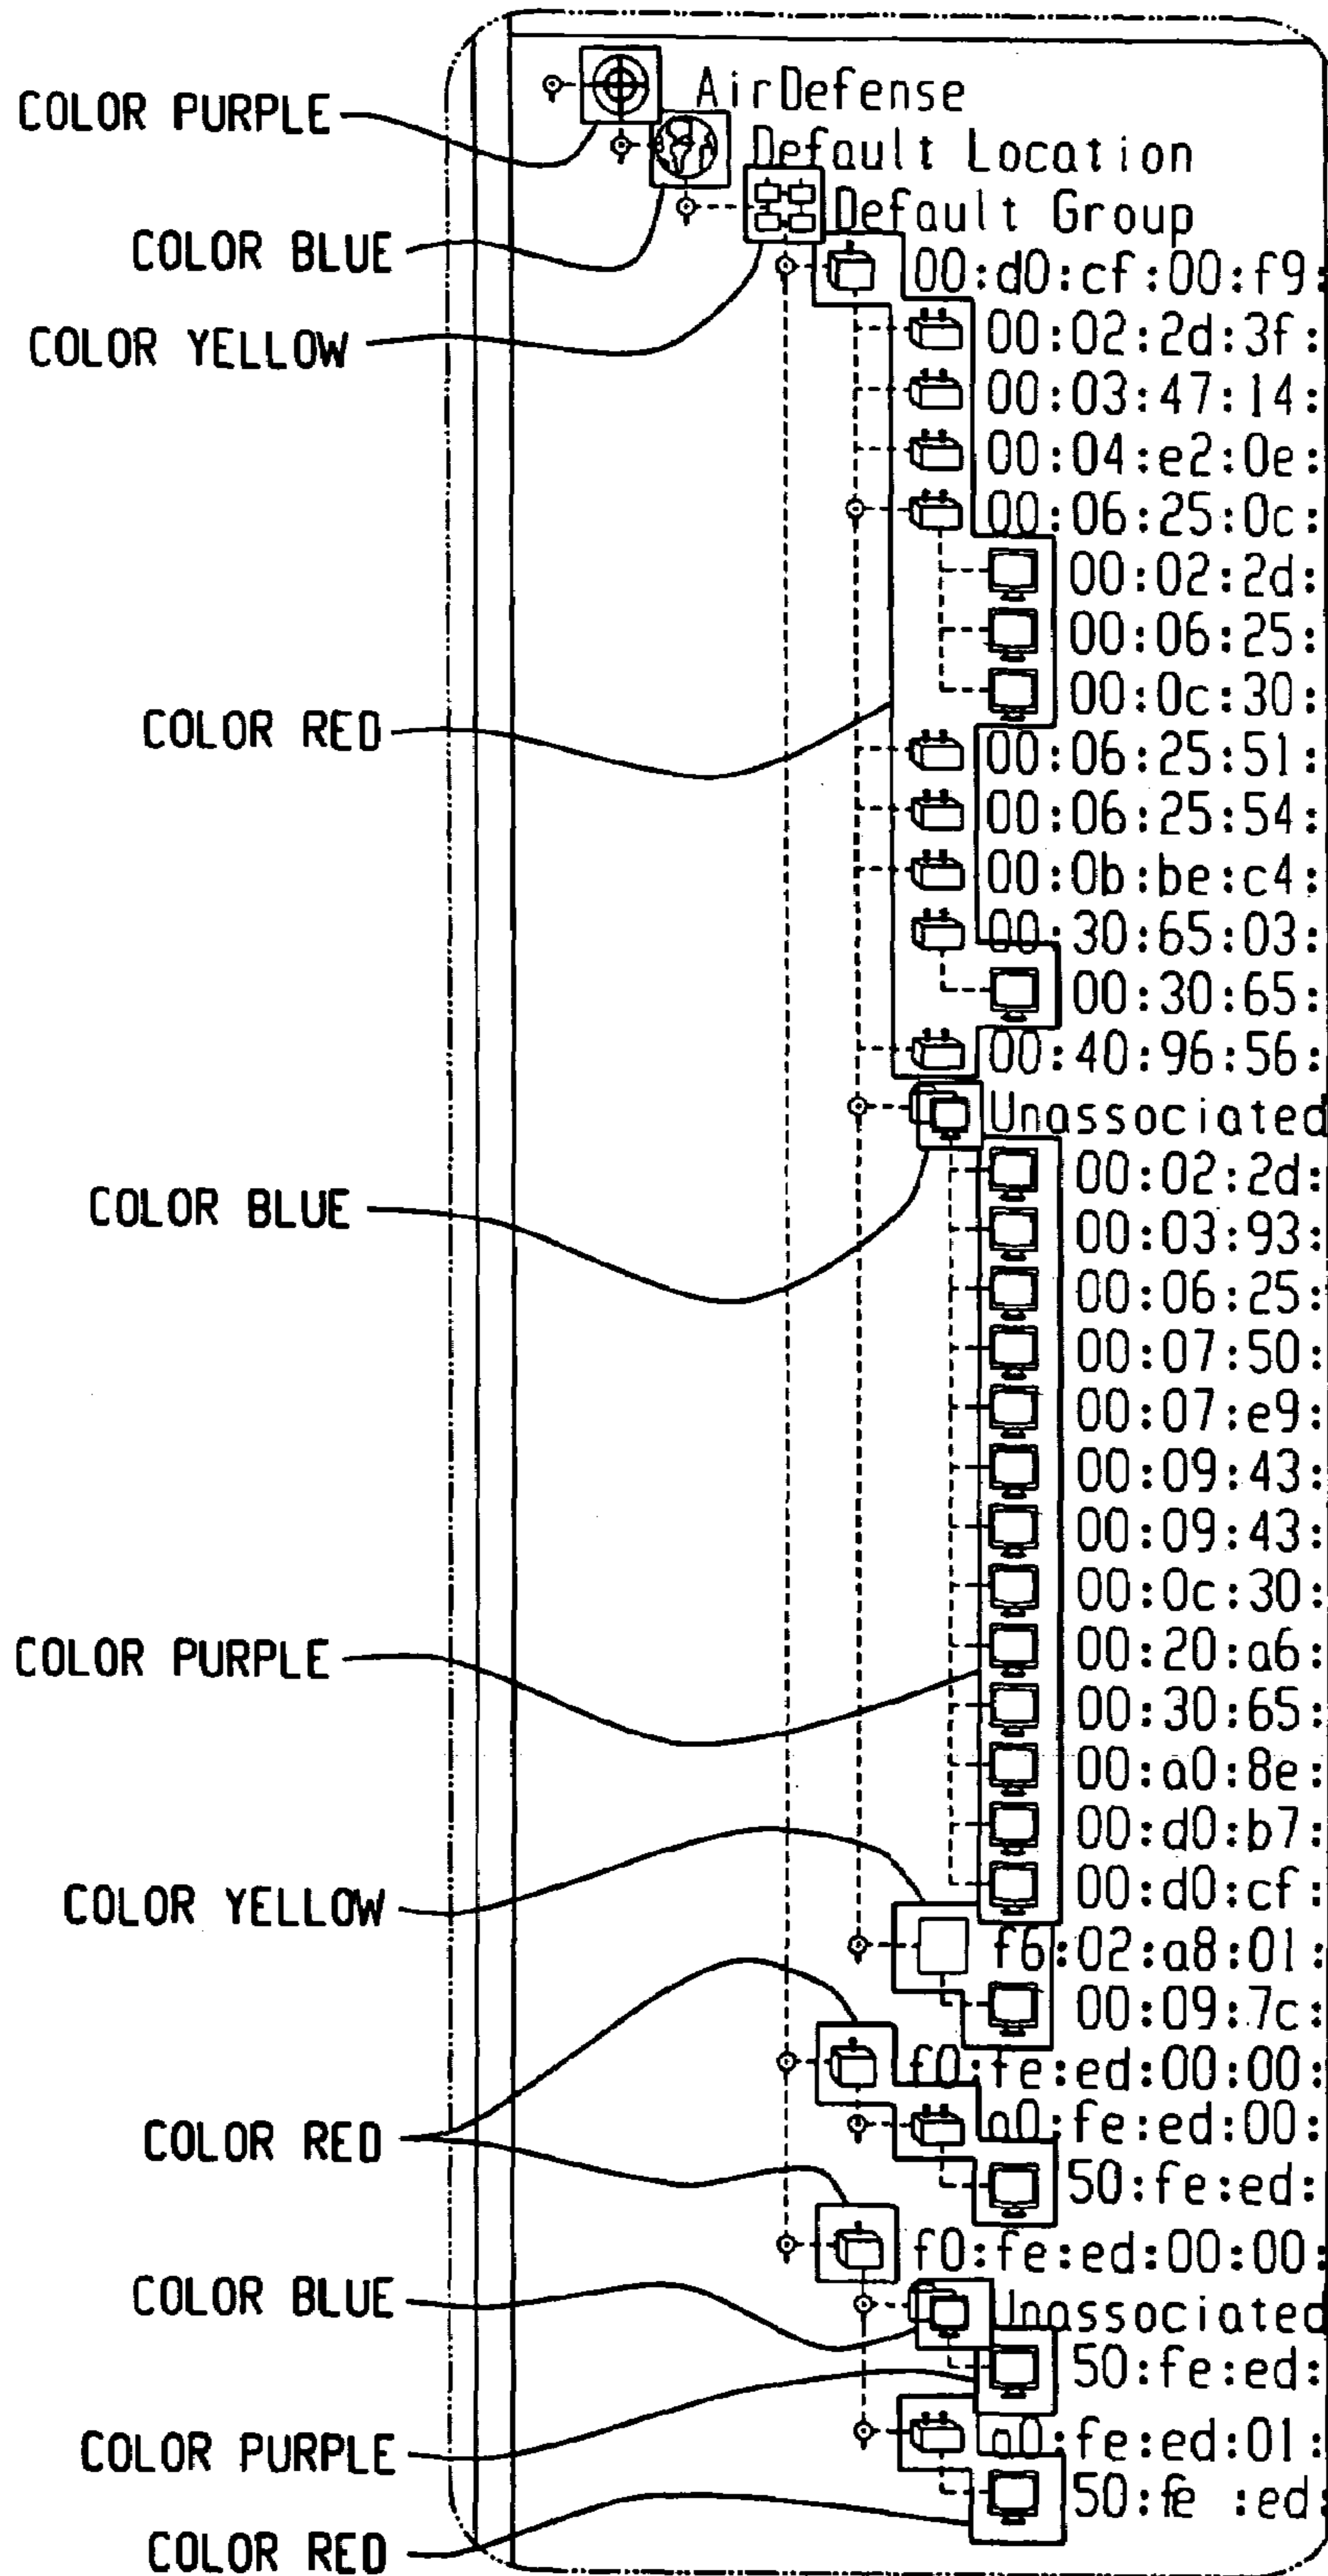 AirDefense
COLOR PURPLE
Default Location
Default Group
COLOR BLUE
00:d0:cf:00:f9:
00:02:2d:3f:
COLOR YELLOW
00:03:47:14:
00:04:e2:0e:
00:06:25:0c:
00:02:2d:
00:06:25:
00:0c:30:
COLOR RED
00:06:25:51:
00:06:25:54:
00:0b:be:c4:
00:30:65:03:
00:30:65:
00:40:96:56:
Unassociated
00:02:2d:
COLOR BLUE
00:03:93:
00:06:25:
00:07:50:
00:07:e9:
00:09:43:
00:09:43:
00:0c:30:
00:20:a6:
COLOR PURPLE
00:30:65:
00:a0:8e:
00:d0:b7:
00:d0:cf:
COLOR YELLOW
f6:02:a8:01:
00:09:7c:
f0:fe:ed:00:00:
a0:fe:ed:00:
COLOR RED
50:fe:ed:
f0:fe:ed:00:00:
COLOR BLUE
Unassociated
50:fe:ed:
a0:fe:ed:01:
COLOR PURPLE
50:fe :ed:
COLOR RED